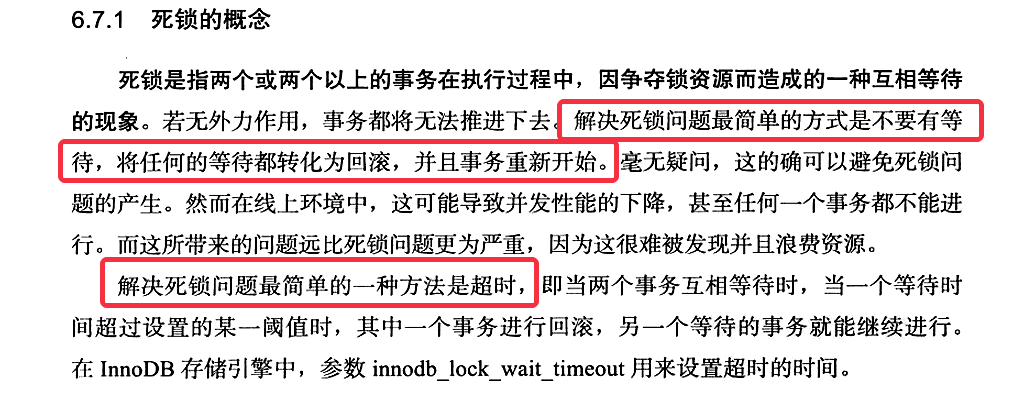 6.7.1 死锁的概念
死锁是指两个或两个以上的事务在执行过程中，因争夺锁资源而造成的一种互相等待
的现象。若无外力作用，事务都将无法推进下去。解决死锁问题最简单的方式是不要有等
待，将任何的等待都转化为回滚，并且事务重新开始。毫无疑问，这的确可以避免死锁问
题的产生。然而在线上环境中，这可能导致并发性能的下降，甚至任何一个事务都不能进
行。而这所带来的问题远比死锁问题更为严重，因为这很难被发现并且浪费资源。
解决死锁问题最简单的一种方法是超时，即当两个事务互相等待时，当一个等待时
间超过设置的某一阈值时，其中一个事务进行回滚，另一个等待的事务就能继续进行。
在 InnoDB 存储引擎中，参数 innodb_lock_wait_timeout 用来设置超时的时间。